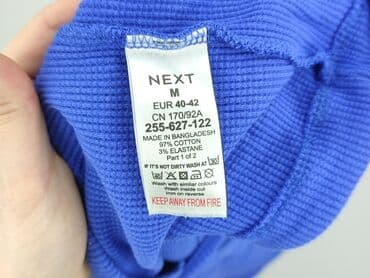 NEXT
M
EUR 40-42
CN 170/92A
255-627-122
MADE IN BANGLADESH
97% COTTON
3% ELASTANE
Part 1 of 2
IF IT'S NOT DIRTY WASH AT 30
Wash with similar colours
Wash inside out
Iron on reverse
KEEP AWAY FROM FIRE